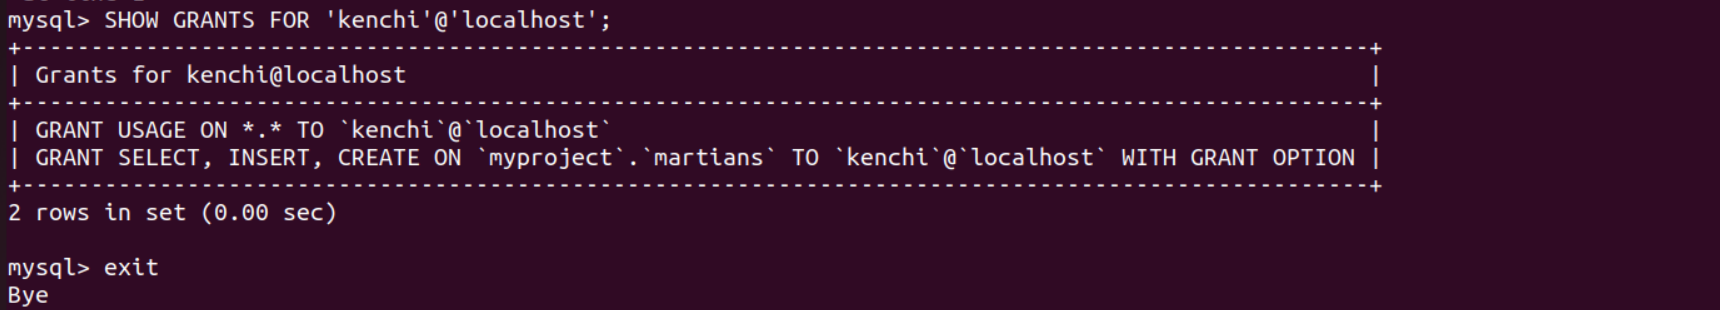 mysql> SHOW GRANTS FOR 'kenchi'@'localhost';
+--------------------------------------------------------------------------------------------------+
| Grants for kenchi@localhost                                                                      |
+--------------------------------------------------------------------------------------------------+
| GRANT USAGE ON *.* TO `kenchi`@`localhost`                                                       |
| GRANT SELECT, INSERT, CREATE ON `myproject`.`martians` TO `kenchi`@`localhost` WITH GRANT OPTION |
+--------------------------------------------------------------------------------------------------+
2 rows in set (0.00 sec)
mysql> exit
Bye